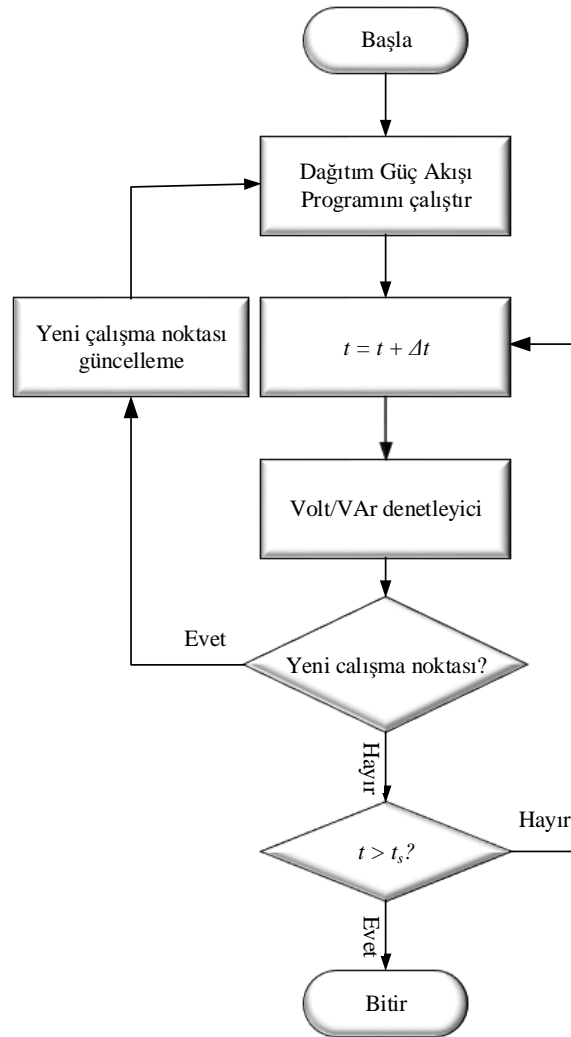 Başla
Dağıtım Güç Akışı
Programını çalıştır
Yeni çalışma noktası
güncelleme
t = t + Δt
Volt/VAr denetleyici
Evet
Yeni calışma noktası?
Hayır
Hayır
t > ts?
Evet
Bitir